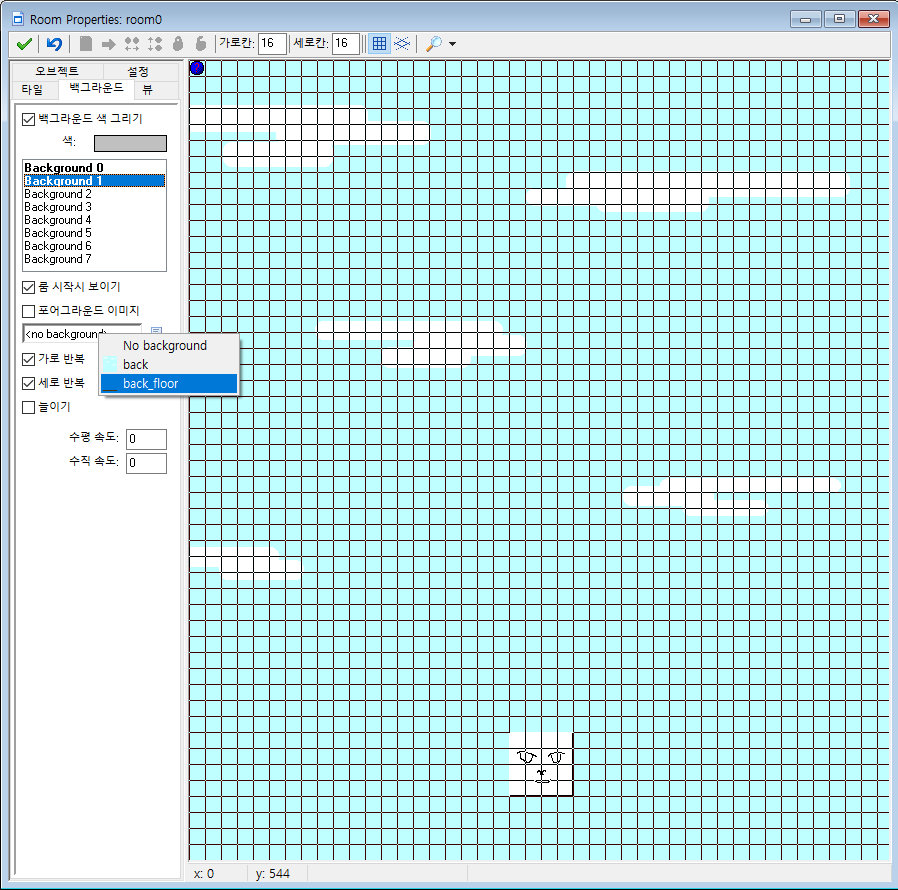 Room Properties: room0
가로칸: 16 세로칸: 16
오브젝트 설정
타일 백그라운드 뷰
백그라운드 색 그리기
색:
Background 0
Background 1
Background 2
Background 3
Background 4
Background 5
Background 6
Background 7
룸 시작시 보이기
포어그라운드 이미지
<no background>
No background
back
back_floor
가로 반복
세로 반복
늘이기
수평 속도: 0
수직 속도: 0
x: 0 y: 544